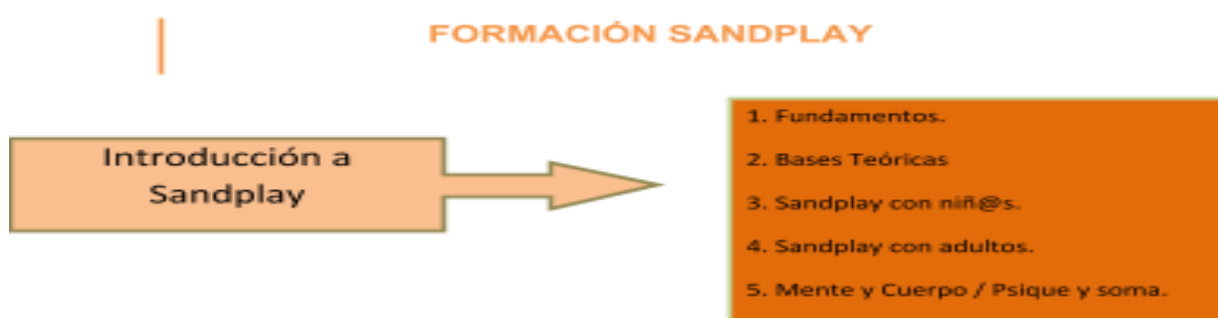 FORMACIÓN SANDPLAY
Introducción a
Sandplay
1. Fundamentos.
2. Bases Teóricas
3. Sandplay con niñ@s.
4. Sandplay con adultos.
5. Mente y Cuerpo / Psique y soma.